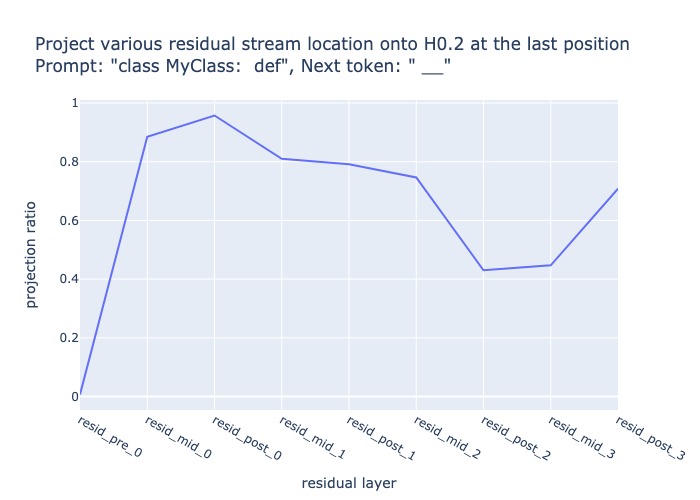 Project various residual stream location onto H0.2 at the last position
Prompt: "class MyClass:  def", Next token: " __"
1
0.8
0.6
0.4
0.2
0
projection ratio
resid_pre_0
resid_mid_0
resid_post_0
resid_mid_1
resid_post_1
resid_mid_2
resid_post_2
resid_mid_3
resid_post_3
residual layer